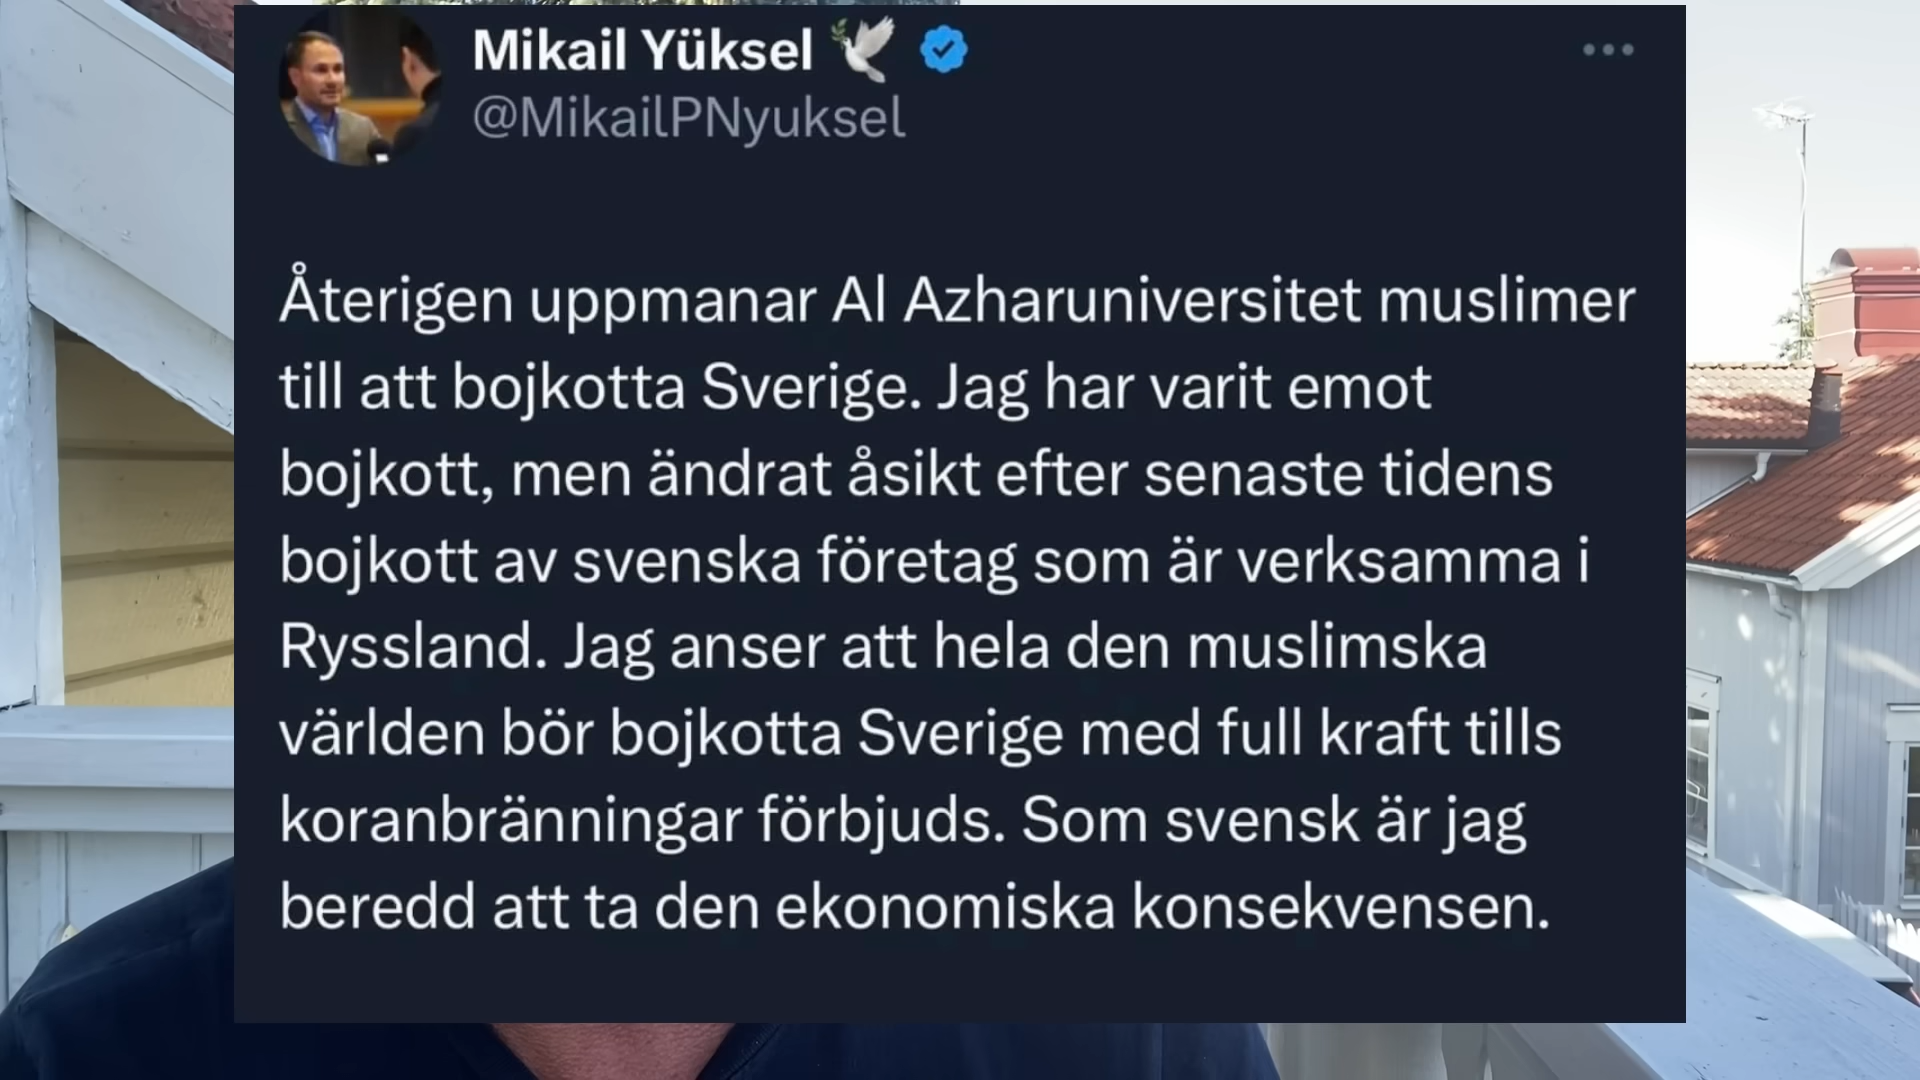 Mikail Yüksel
@MikailPNyuksel
Återigen uppmanar Al Azharuniversitet muslimer
till att bojkotta Sverige. Jag har varit emot
bojkott, men ändrat åsikt efter senaste tidens
bojkott av svenska företag som är verksamma i
Ryssland. Jag anser att hela den muslimska
världen bör bojkotta Sverige med full kraft tills
koranbränningar förbjuds. Som svensk är jag
beredd att ta den ekonomiska konsekvensen.